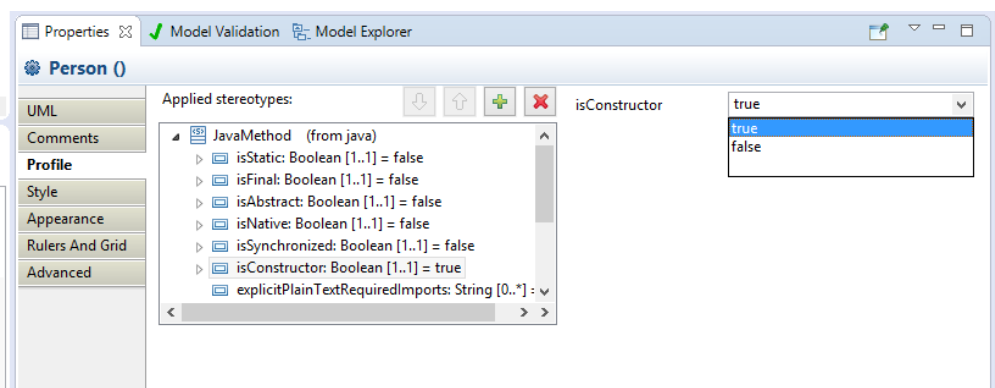 Properties Model Validation Model Explorer
Person ()
UML
Comments
Profile
Style
Appearance
Rulers And Grid
Advanced
Applied stereotypes:
JavaMethod (from java)
isStatic: Boolean [1..1] = false
isFinal: Boolean [1..1] = false
isAbstract: Boolean [1..1] = false
isNative: Boolean [1..1] = false
isSynchronized: Boolean [1..1] = false
isConstructor: Boolean [1..1] = true
explicitPlainTextRequiredImports: String [0..*] =
isConstructor true
true
false